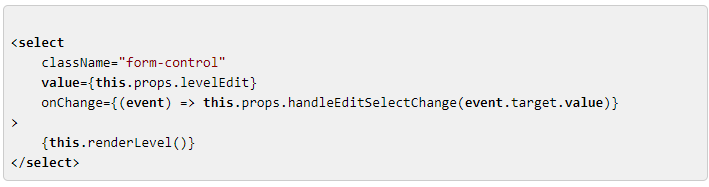 <select
className="form-control"
value={this.props.levelEdit}
onChange={(event) => this.props.handleEditSelectChange(event.target.value)}
>
{this.renderLevel()}
</select>